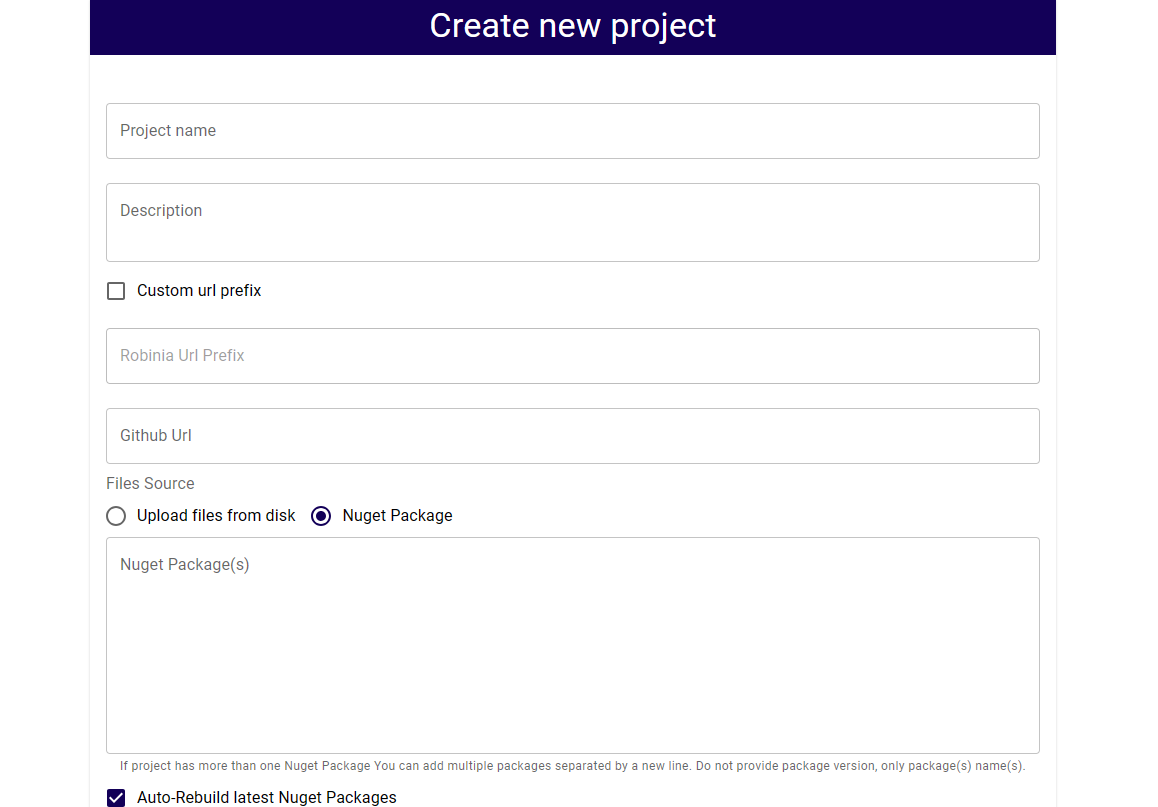 Create new project
Project name
Description
Custom url prefix
Robinia Url Prefix
Github Url
Files Source
Upload files from disk Nuget Package
Nuget Package(s)
If project has more than one Nuget Package You can add multiple packages separated by a new line. Do not provide package version, only package(s) name(s).
Auto-Rebuild latest Nuget Packages